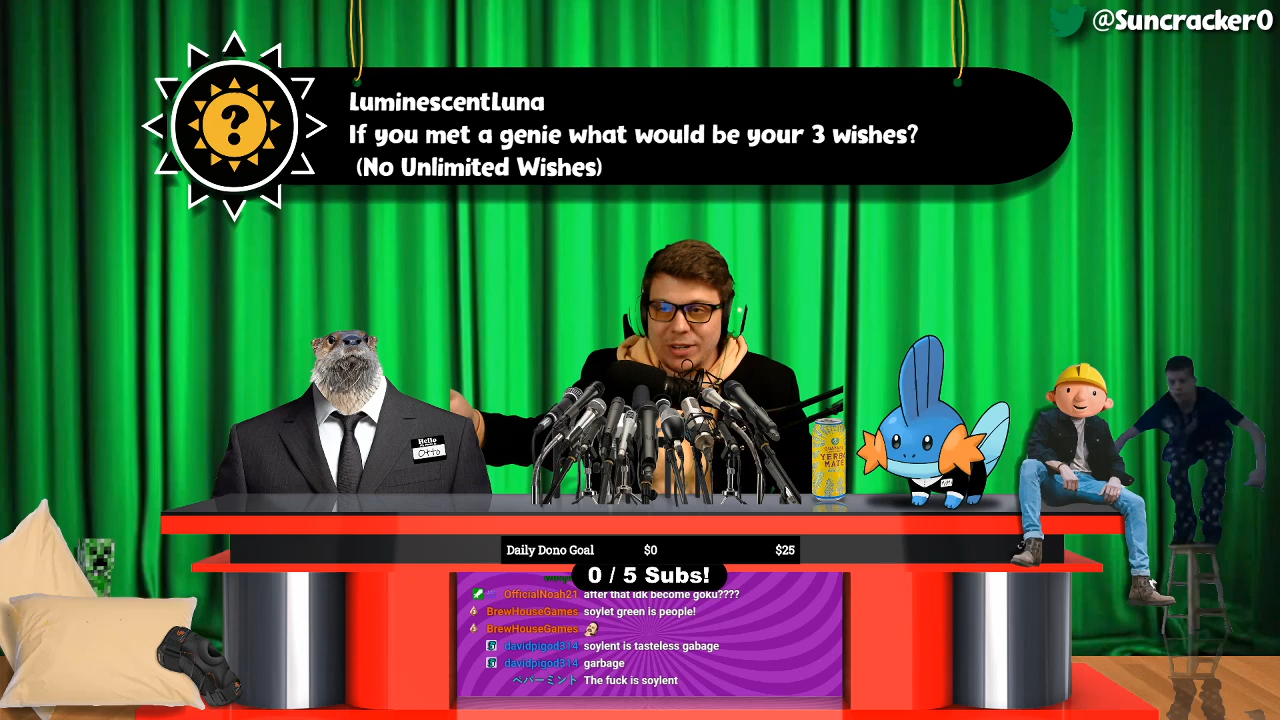 @Suncracker0
?
LuminescentLuna
If you met a genie what would be your 3 wishes?
(No Unlimited Wishes)
Hello
Otto
YERBA
MATE
Daily Dono Goal $0 $25
0 / 5 Subs!
OfficialNoah21 after that idk become goku????
BrewHouseGames soylet green is people!
BrewHouseGames
davidpigod314 soylent is tasteless gabage
davidpigod314 garbage
ペパーミント The fuck is soylent